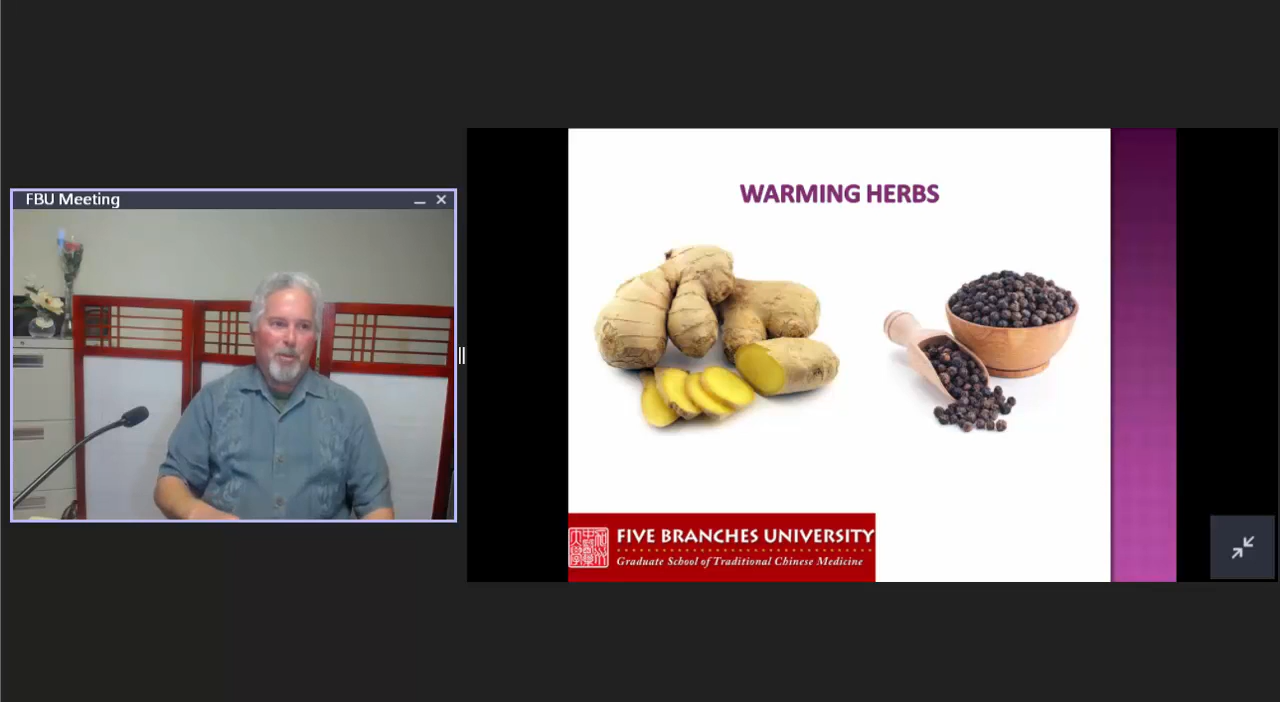 FBU Meeting
WARMING HERBS
FIVE BRANCHES UNIVERSITY
Graduate School of Traditional Chinese Medicine